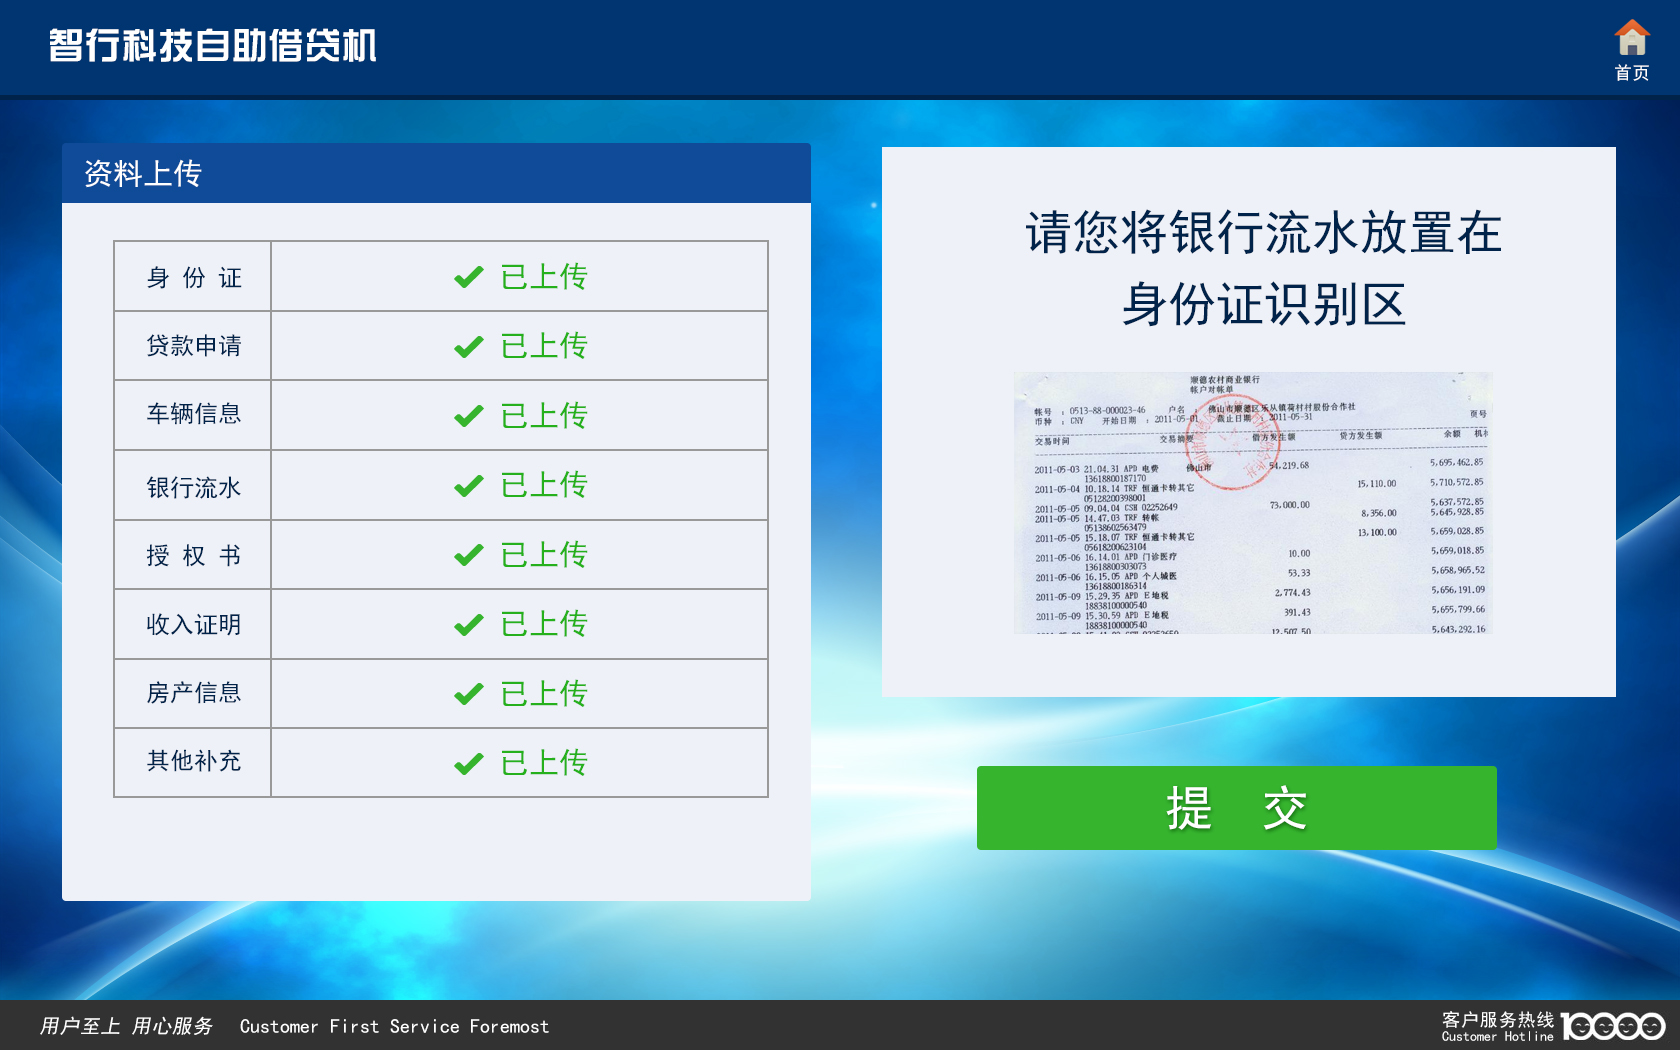 智行科技自助借贷机
首页
资料上传
身 份 证 已上传
贷款申请 已上传
车辆信息 已上传
银行流水 已上传
授 权 书 已上传
收入证明 已上传
房产信息 已上传
其他补充 已上传
请您将银行流水放置在
身份证识别区
顺德农村商业银行
帐户对帐单
帐号 : 0513-88-000023-46 户名 : 佛山市顺德区乐从镇荷村村股份合作社
币种 : CNY 开始日期 : 2011-05-01 截止日期 : 2011-05-31 页号
交易时间 交易摘要 借方发生额 贷方发生额 余额
2011-05-03 21.04.31 APD 电费 佛山市 54,219.68 5,695,462.85
13618800187170
2011-05-04 10.18.14 TRF 恒通卡转其它 15,110.00 5,710,572.85
05128200398001
2011-05-05 09.04.04 CSH 02252649 73,000.00 5,637,572.85
2011-05-05 14.47.03 TRF 转帐 8,356.00 5,645,928.85
05138602563479
2011-05-05 15.18.07 TRF 恒通卡转其它 13,100.00 5,659,028.85
05618200623104
2011-05-06 16.14.01 APD 门诊医疗 10.00 5,659,018.85
13618800303073
2011-05-06 16.15.05 APD 个人城医 53.33 5,658,965.52
13618800186314
2011-05-09 15.29.35 APD E地税 2,774.43 5,656,191.09
18838100000540
2011-05-09 15.30.59 APD E地税 391.43 5,655,799.66
18838100000540
12,507.50 5,643,292.16
提 交
用户至上 用心服务 Customer First Service Foremost
客户服务热线 10000
Customer Hotline